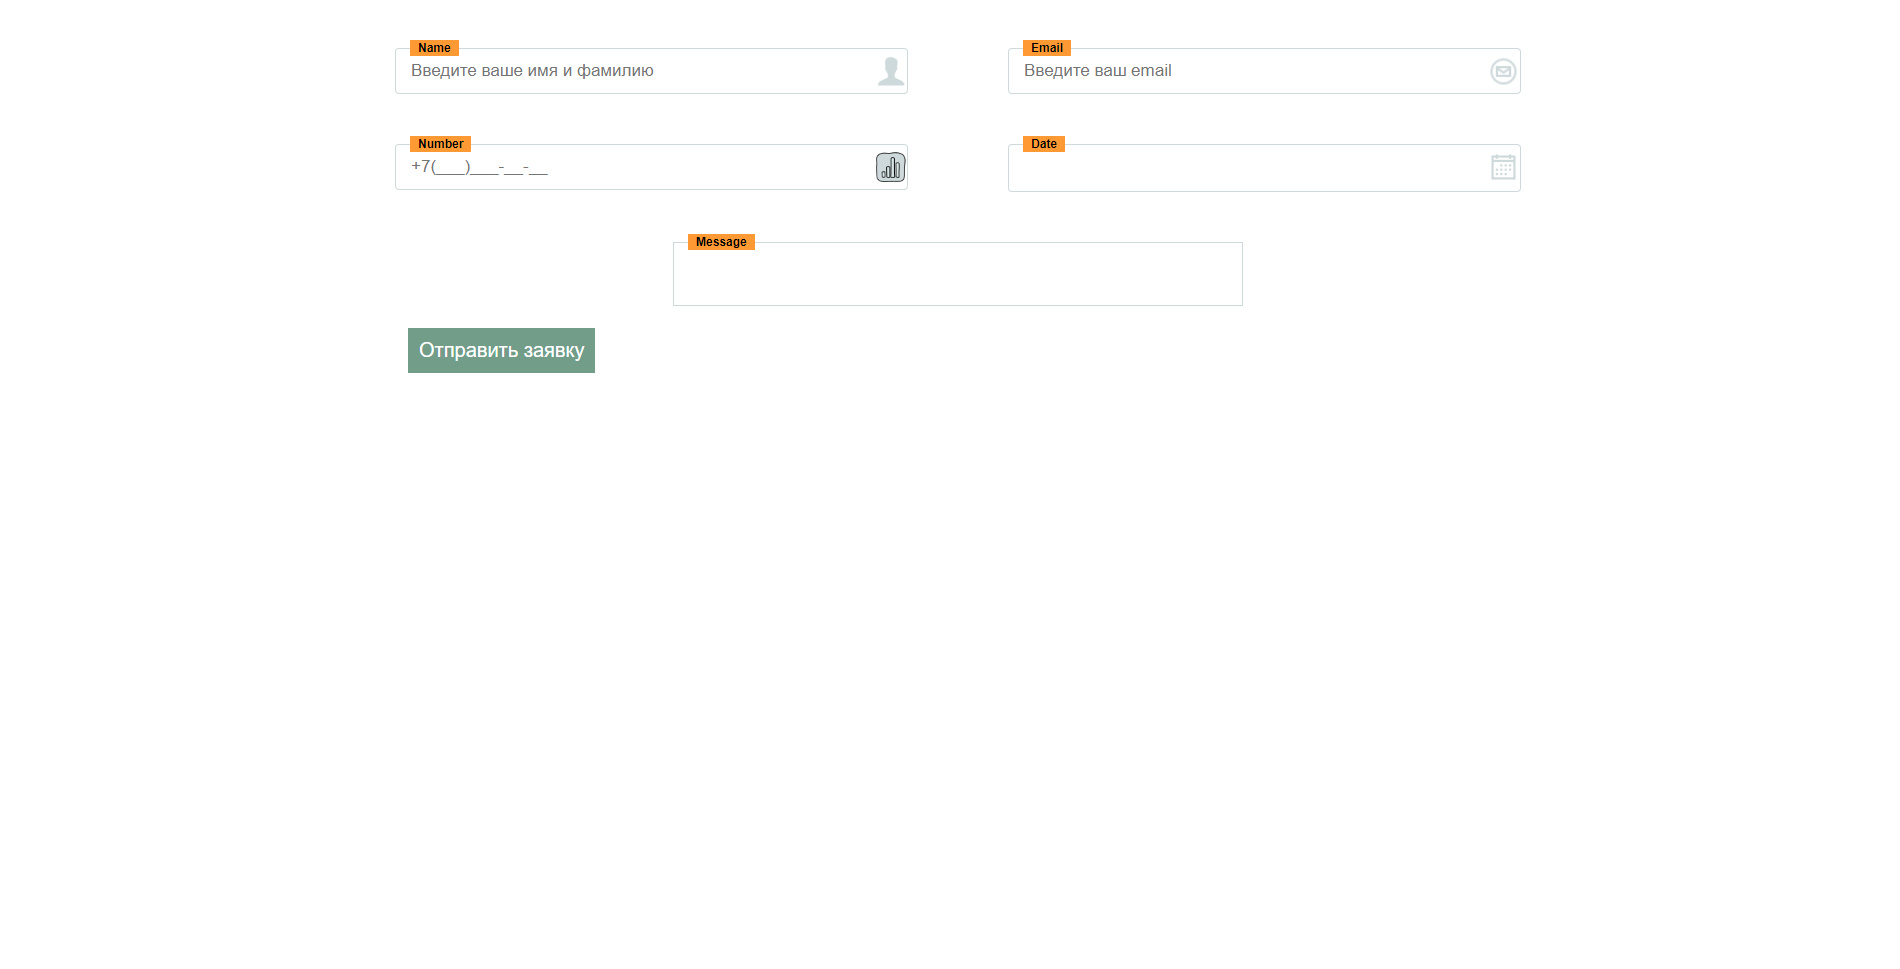 Name
Введите ваше имя и фамилию
Email
Введите ваш email
Number
+7(___)___-__-__
Date
Message
Отправить заявку